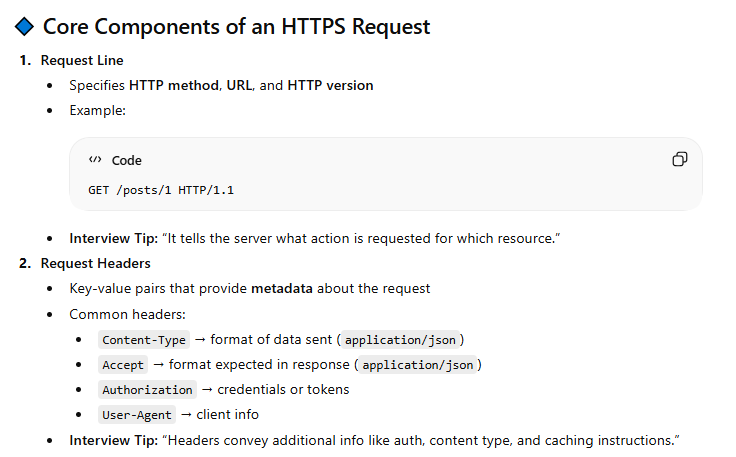 Core Components of an HTTPS Request
1. Request Line
• Specifies HTTP method, URL, and HTTP version
• Example:
</> Code
GET /posts/1 HTTP/1.1
• Interview Tip: “It tells the server what action is requested for which resource.”
2. Request Headers
• Key-value pairs that provide metadata about the request
• Common headers:
• Content-Type → format of data sent (application/json)
• Accept → format expected in response (application/json)
• Authorization → credentials or tokens
• User-Agent → client info
• Interview Tip: “Headers convey additional info like auth, content type, and caching instructions.”